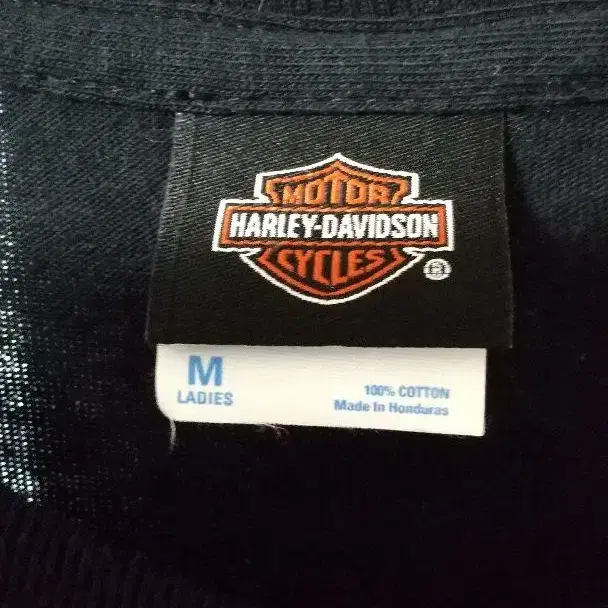 MOTOR
HARLEY-DAVIDSON
CYCLES
®
M
LADIES
100% COTTON
Made In Honduras